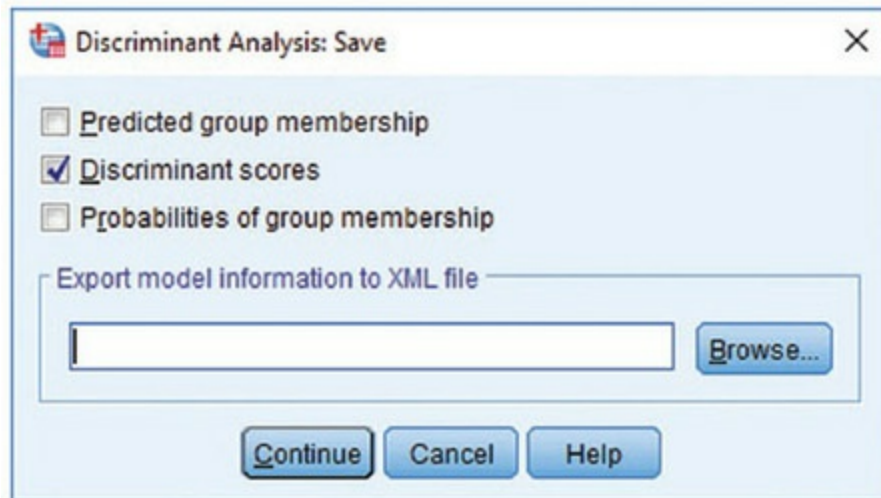 Discriminant Analysis: Save
Predicted group membership
Discriminant scores
Probabilities of group membership
Export model information to XML file
Browse...
Continue Cancel Help